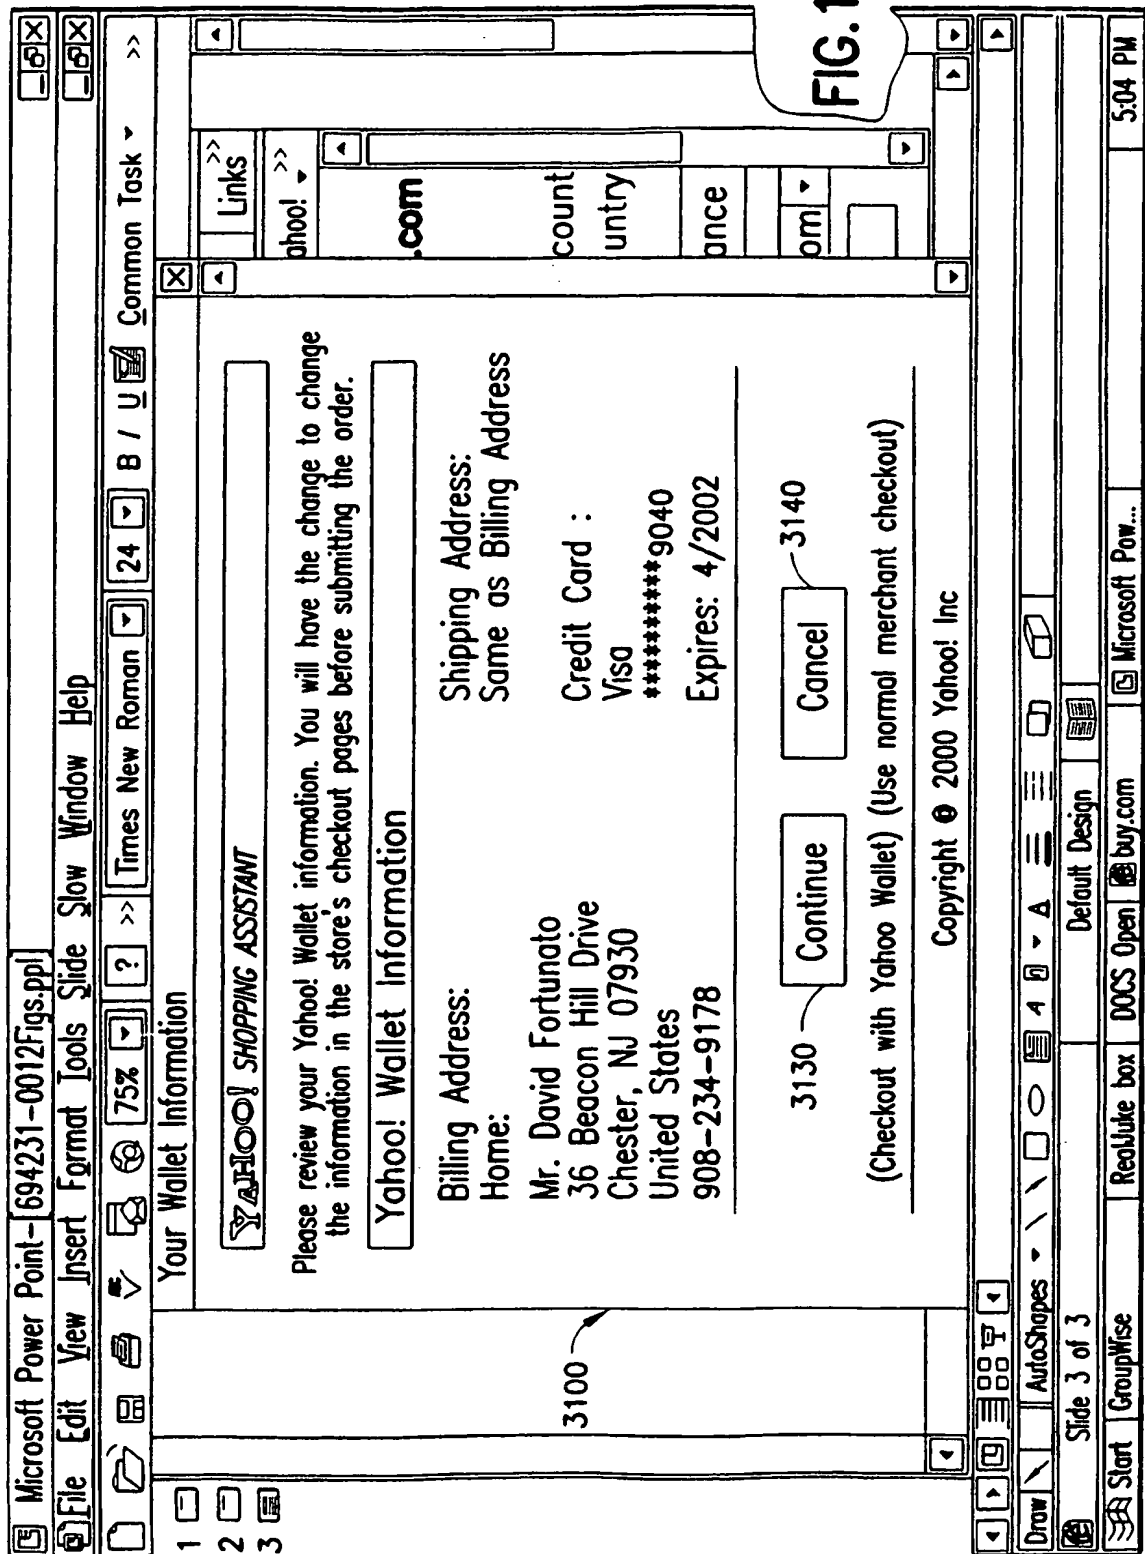 Microsoft Power Point-[694231-0012Figs.ppl]
File Edit View Insert Format Tools Slide Slow Window Help
75% ? >> Times New Roman 24 B I U Common Task >>
Your Wallet Information
1
2
3
YAHOO! SHOPPING ASSISTANT
Please review your Yahoo! Wallet information. You will have the change to change
the information in the store's checkout pages before submitting the order.
Yahoo! Wallet Information
Billing Address:
Home:
Mr. David Fortunato
36 Beacon Hill Drive
Chester, NJ 07930
United States
908-234-9178
Shipping Address:
Same as Billing Address
Credit Card :
Visa
**********9040
Expires: 4/2002
3100
3130
Continue
Cancel
3140
(Checkout with Yahoo Wallet) (Use normal merchant checkout)
Copyright © 2000 Yahoo! Inc
Links >>
ahoo! >>
.com
count
untry
ance
om
FIG.1
Draw AutoShapes A
Slide 3 of 3 Default Design
Start GroupWise RealJuke box DOCS Open buy.com Microsoft Pow... 5:04 PM